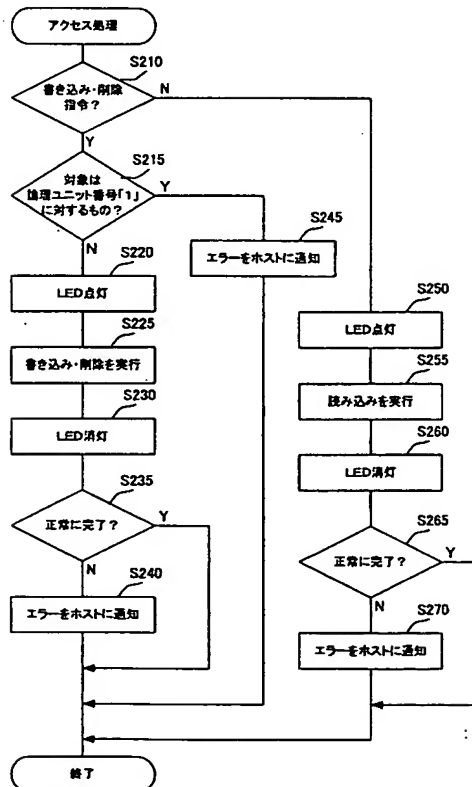 アクセス処理
S210
書き込み・削除
指令？
N
Y
S215
対象は
論理ユニット番号「1」
に対するもの？
Y
N
S245
エラーをホストに通知
S220
LED点灯
S225
書き込み・削除を実行
S230
LED消灯
S235
正常に完了？
Y
N
S240
エラーをホストに通知
S250
LED点灯
S255
読み込みを実行
S260
LED消灯
S265
正常に完了？
Y
N
S270
エラーをホストに通知
終了